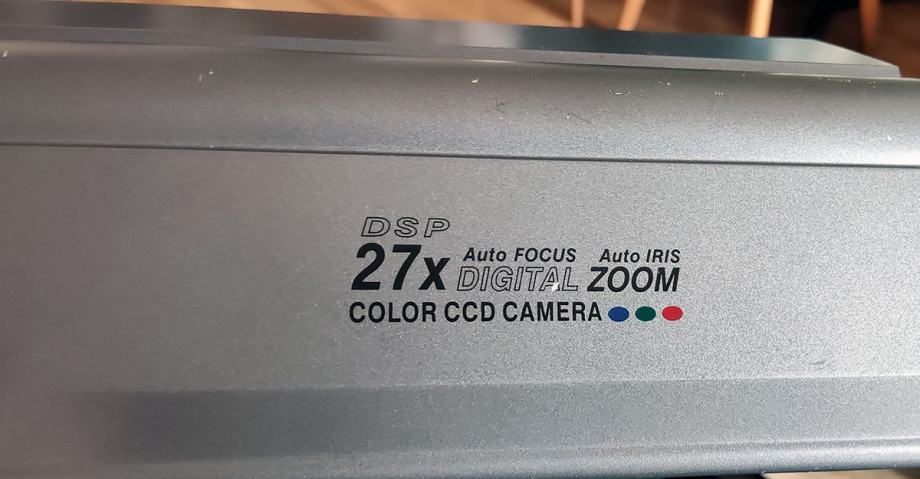 DSP
27x Auto FOCUS Auto IRIS
DIGITAL ZOOM
COLOR CCD CAMERA